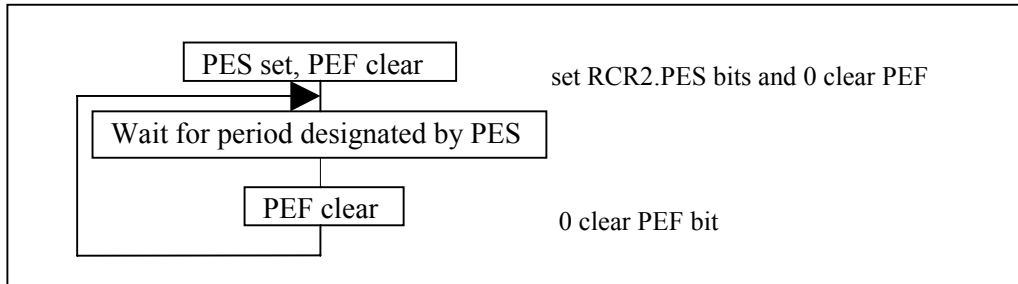 PES set, PEF clear
set RCR2.PES bits and 0 clear PEF
Wait for period designated by PES
PEF clear
0 clear PEF bit